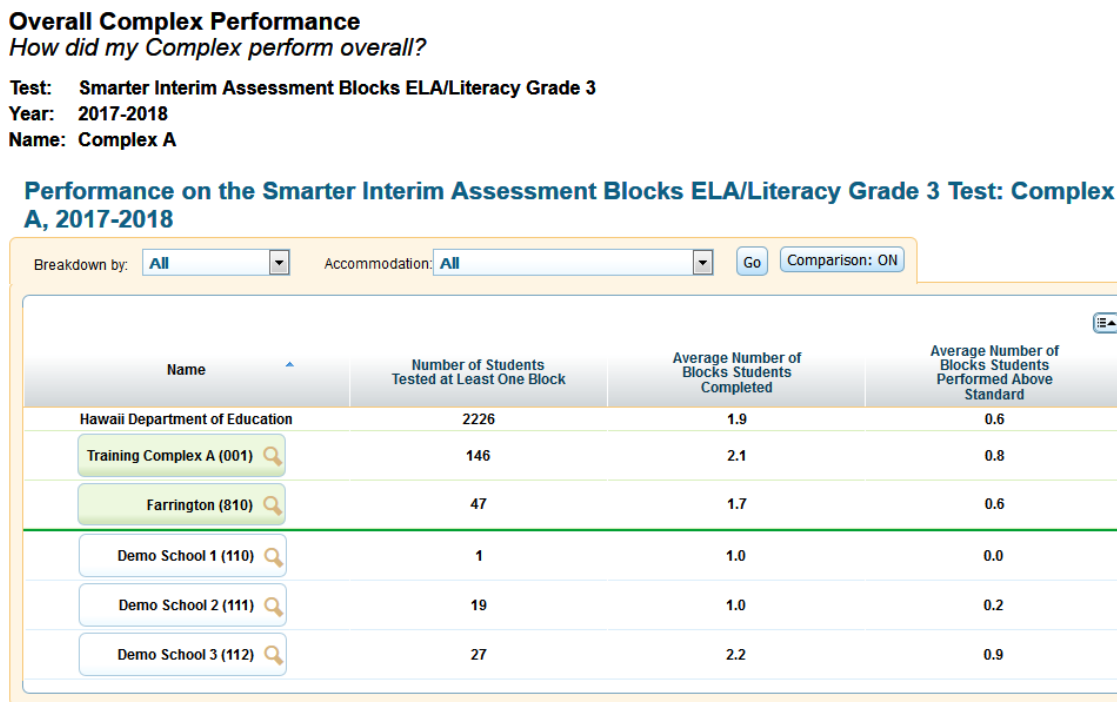 Overall Complex Performance
How did my Complex perform overall?
Test: Smarter Interim Assessment Blocks ELA/Literacy Grade 3
Year: 2017-2018
Name: Complex A
Performance on the Smarter Interim Assessment Blocks ELA/Literacy Grade 3 Test: Complex
A, 2017-2018
Breakdown by: All Accommodation: All Go Comparison: ON
Name Number of Students Tested at Least One Block Average Number of Blocks Students Completed Average Number of Blocks Students Performed Above Standard
Hawaii Department of Education 2226 1.9 0.6
Training Complex A (001) 146 2.1 0.8
Farrington (810) 47 1.7 0.6
Demo School 1 (110) 1 1.0 0.0
Demo School 2 (111) 19 1.0 0.2
Demo School 3 (112) 27 2.2 0.9